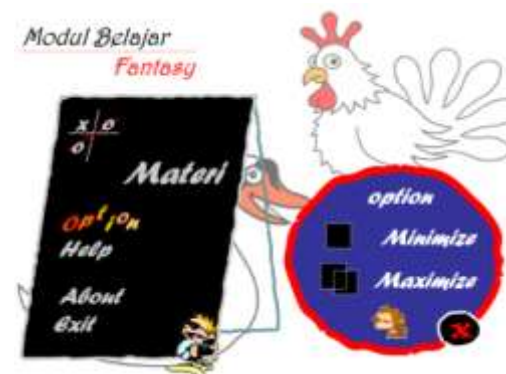 Modul Belajar
Fantasy
X O
O
Materi
Option
Help
About
Exit
option
Minimize
Maximize
X